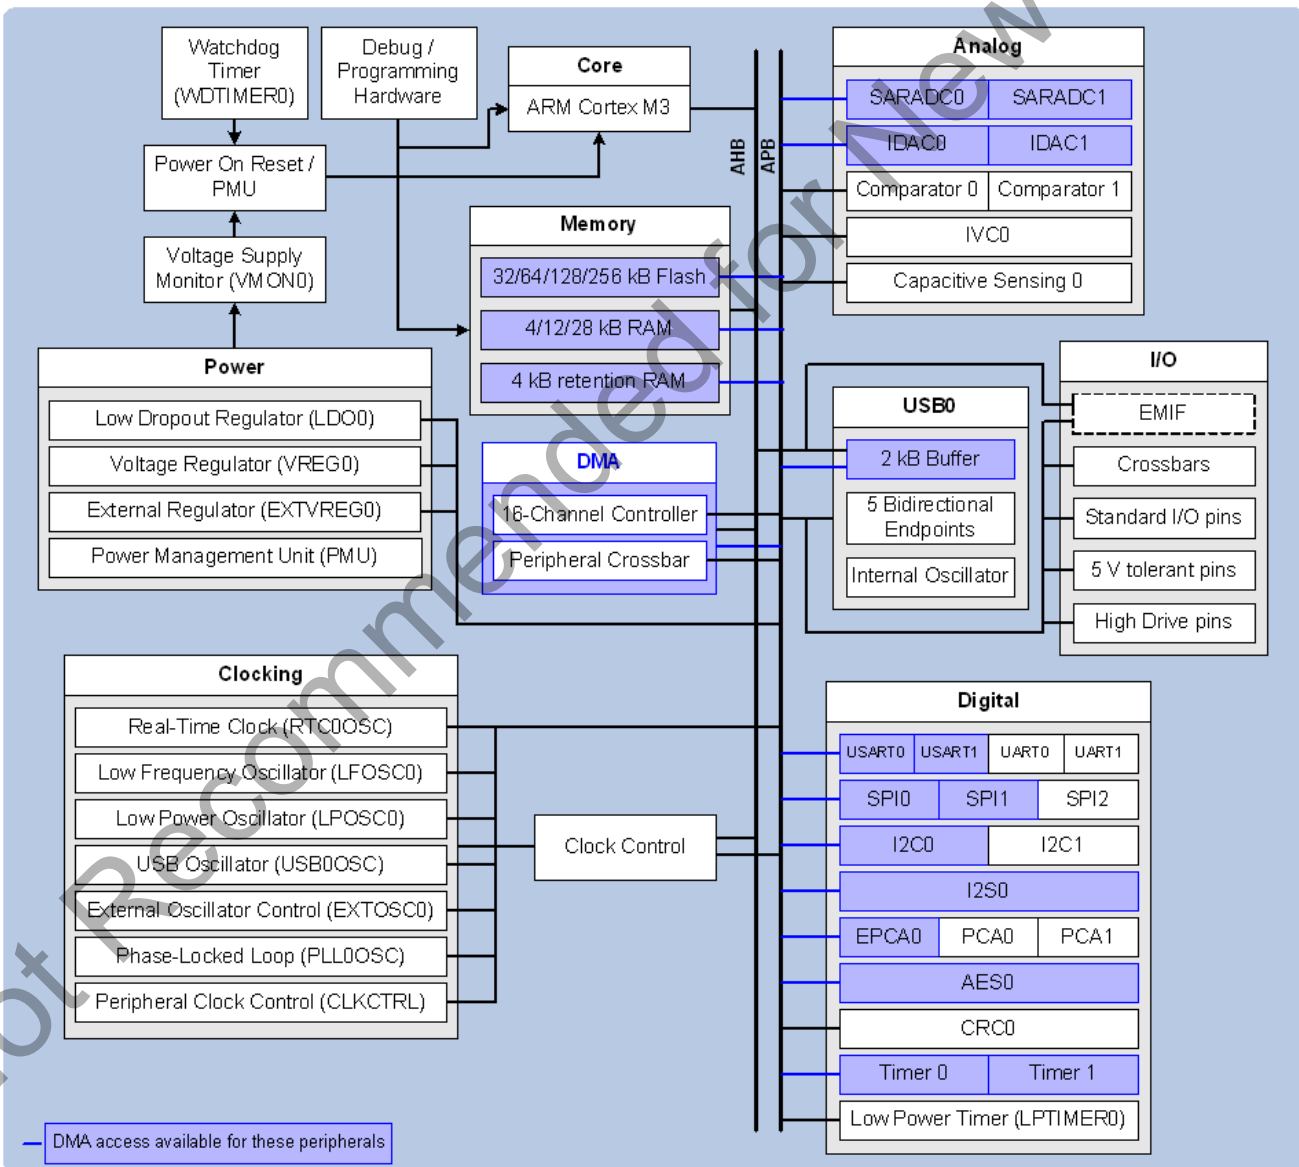 Watchdog
Timer
(WDTIMER0)
Debug /
Programming
Hardware
Core
ARM Cortex M3
Power On Reset /
PMU
Voltage Supply
Monitor (VMON0)
AHB
APB
Analog
SARADC0
SARADC1
IDAC0
IDAC1
Comparator 0
Comparator 1
IVC0
Capacitive Sensing 0
Memory
32/64/128/256 kB Flash
4/12/28 kB RAM
4 kB retention RAM
Power
Low Dropout Regulator (LDO0)
Voltage Regulator (VREG0)
External Regulator (EXTVREG0)
Power Management Unit (PMU)
DMA
16-Channel Controller
Peripheral Crossbar
USB0
2 kB Buffer
5 Bidirectional
Endpoints
Internal Oscillator
I/O
EMIF
Crossbars
Standard I/O pins
5 V tolerant pins
High Drive pins
Clocking
Real-Time Clock (RTC0OSC)
Low Frequency Oscillator (LFOSC0)
Low Power Oscillator (LPOSC0)
USB Oscillator (USB0OSC)
External Oscillator Control (EXTOSC0)
Phase-Locked Loop (PLL0OSC)
Peripheral Clock Control (CLKCTRL)
Clock Control
Digital
USART0
USART1
UART0
UART1
SPI0
SPI1
SPI2
I2C0
I2C1
I2S0
EPCA0
PCA0
PCA1
AES0
CRC0
Timer 0
Timer 1
Low Power Timer (LPTIMER0)
DMA access available for these peripherals
Not Recommended for New